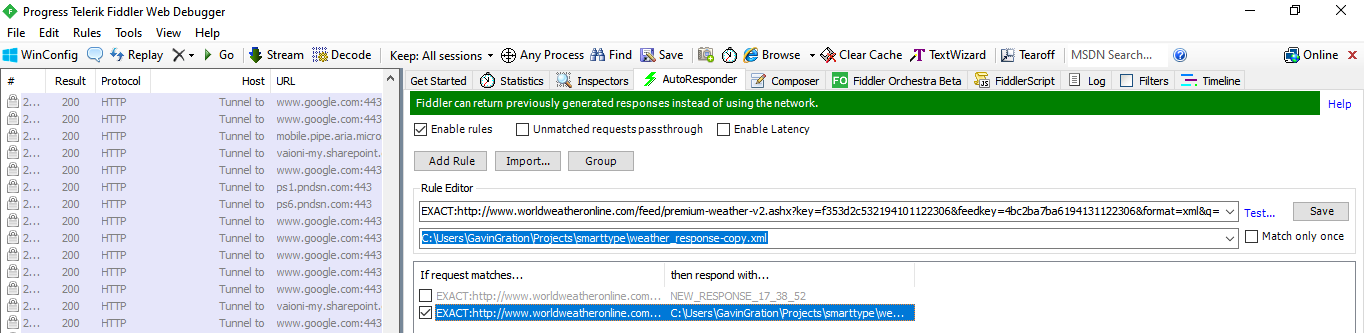 Progress Telerik Fiddler Web Debugger
File Edit Rules Tools View Help
WinConfig Replay X Go Stream Decode Keep: All sessions Any Process Find Save Browse Clear Cache TextWizard Tearoff MSDN Search... Online
# Result Protocol Host URL
2... 200 HTTP Tunnel to www.google.com:443
2... 200 HTTP Tunnel to www.google.com:443
2... 200 HTTP Tunnel to mobile.pipe.aria.micro
2... 200 HTTP Tunnel to vaioni-my.sharepoint.
2... 200 HTTP Tunnel to www.google.com:443
2... 200 HTTP Tunnel to ps1.pndsn.com:443
2... 200 HTTP Tunnel to ps6.pndsn.com:443
2... 200 HTTP Tunnel to www.google.com:443
2... 200 HTTP Tunnel to www.google.com:443
2... 200 HTTP Tunnel to www.google.com:443
2... 200 HTTP Tunnel to www.google.com:443
2... 200 HTTP Tunnel to www.google.com:443
2... 200 HTTP Tunnel to vaioni-my.sharepoint.
2... 200 HTTP Tunnel to www.google.com:443
Get Started Statistics Inspectors AutoResponder Composer FO Fiddler Orchestra Beta FiddlerScript Log Filters Timeline
Fiddler can return previously generated responses instead of using the network. Help
Enable rules Unmatched requests passthrough Enable Latency
Add Rule Import... Group
Rule Editor
EXACT:http://www.worldweatheronline.com/feed/premium-weather-v2.ashx?key=f353d2c532194101122306&feedkey=4bc2ba7ba6194131122306&format=xml&q= Test... Save
C:\Users\GavinGration\Projects\smarttype\weather_response-copy.xml Match only once
If request matches... then respond with...
EXACT:http://www.worldweatheronline.com... NEW_RESPONSE_17_38_52
EXACT:http://www.worldweatheronline.com... C:\Users\GavinGration\Projects\smarttype\we...